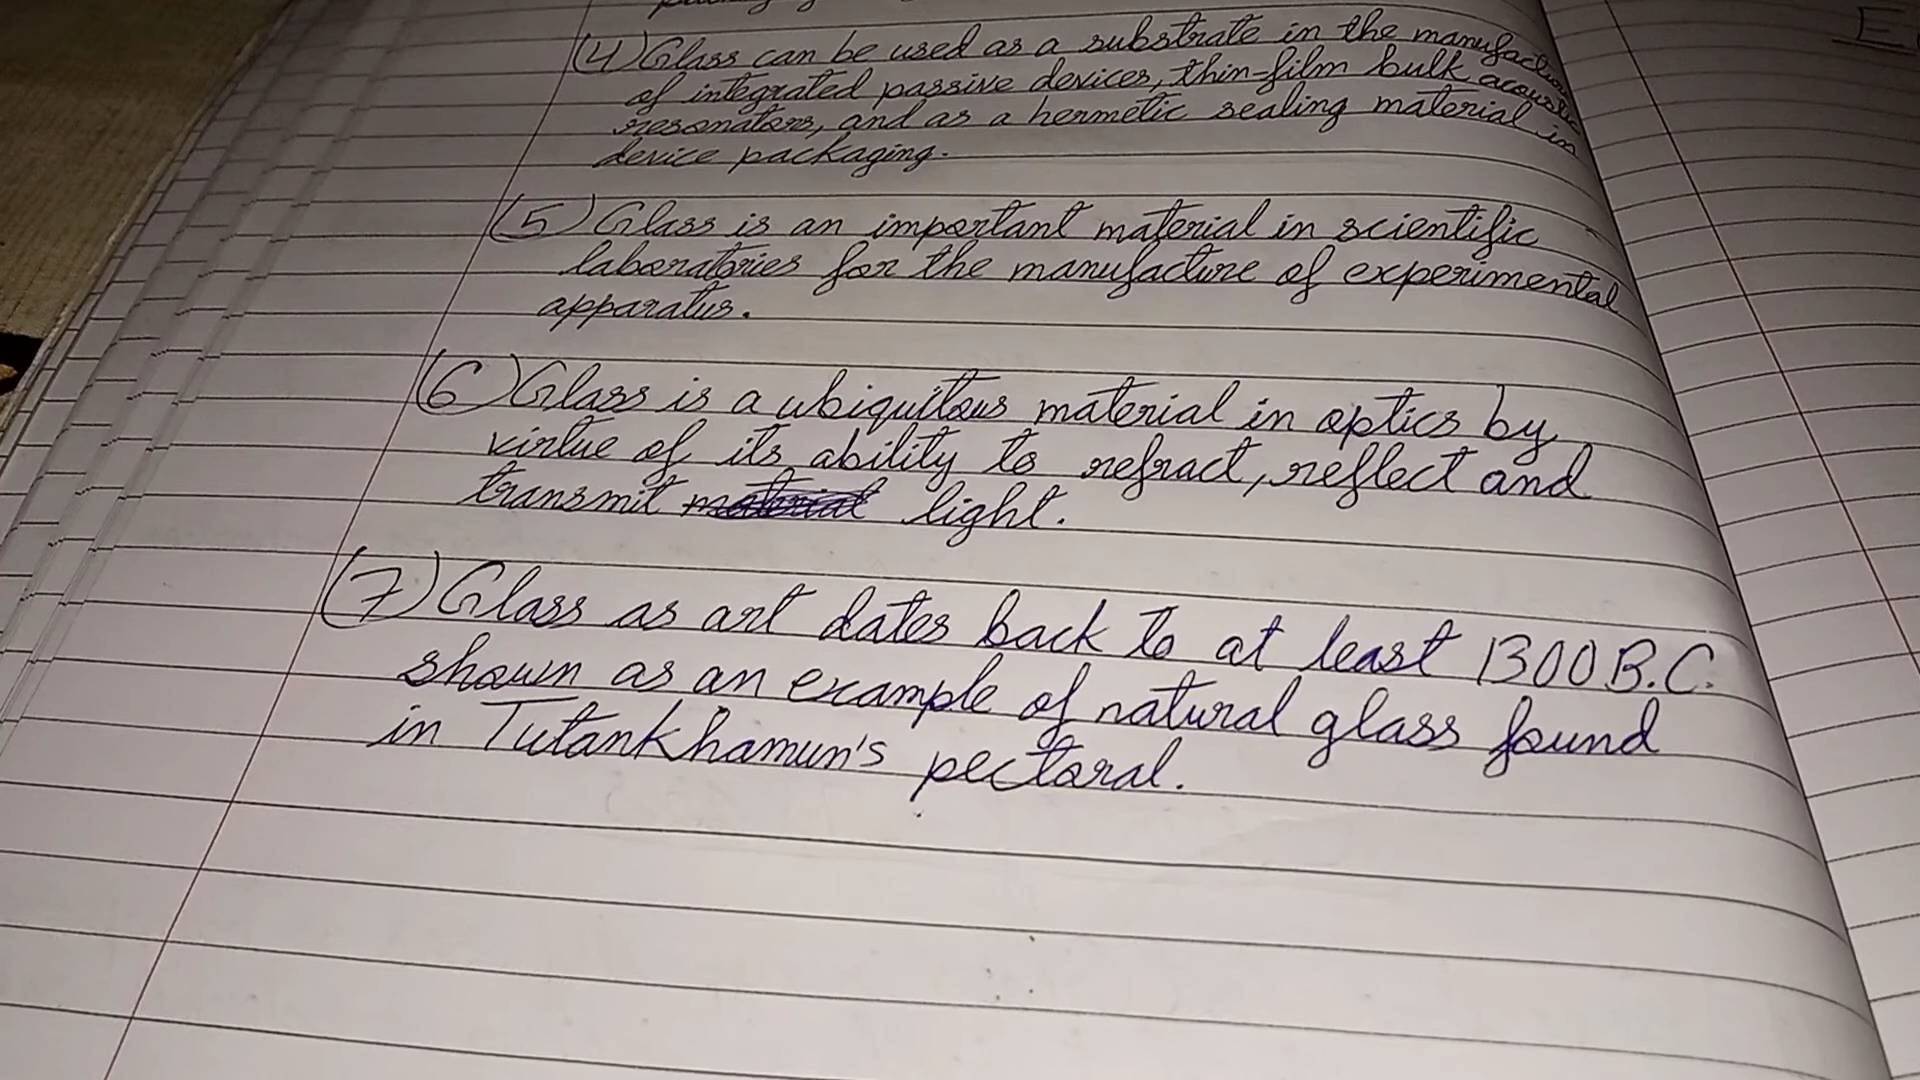 (4) Glass can be used as a substrate in the manufacture
of integrated passive devices, thin-film bulk acoustic
resonators, and as a hermetic sealing material in
device packaging.
(5) Glass is an important material in scientific
laboratories for the manufacture of experimental
apparatus.
(6) Glass is a ubiquitous material in optics by
virtue of its ability to refract, reflect and
transmit material light.
(7) Glass as art dates back to at least 1300 B.C.
shown as an example of natural glass found
in Tutankhamun's pectoral.